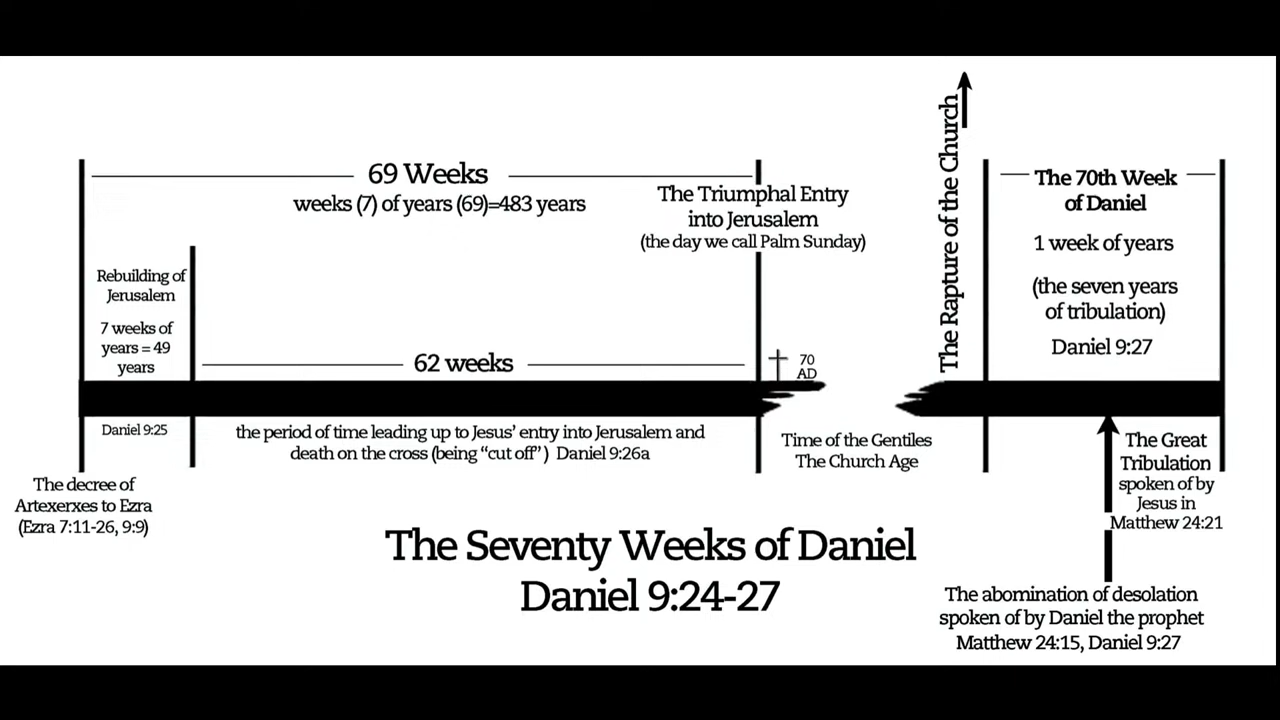 69 Weeks
weeks (7) of years (69)=483 years
The Triumphal Entry
into Jerusalem
(the day we call Palm Sunday)
Rebuilding of
Jerusalem
7 weeks of
years = 49
years
62 weeks
70
AD
The Rapture of the Church
The 70th Week
of Daniel
1 week of years
(the seven years
of tribulation)
Daniel 9:27
Daniel 9:25
the period of time leading up to Jesus' entry into Jerusalem and
death on the cross (being “cut off”) Daniel 9:26a
Time of the Gentiles
The Church Age
The Great
Tribulation
spoken of by
Jesus in
Matthew 24:21
The decree of
Artexerxes to Ezra
(Ezra 7:11-26, 9:9)
The Seventy Weeks of Daniel
Daniel 9:24-27
The abomination of desolation
spoken of by Daniel the prophet
Matthew 24:15, Daniel 9:27